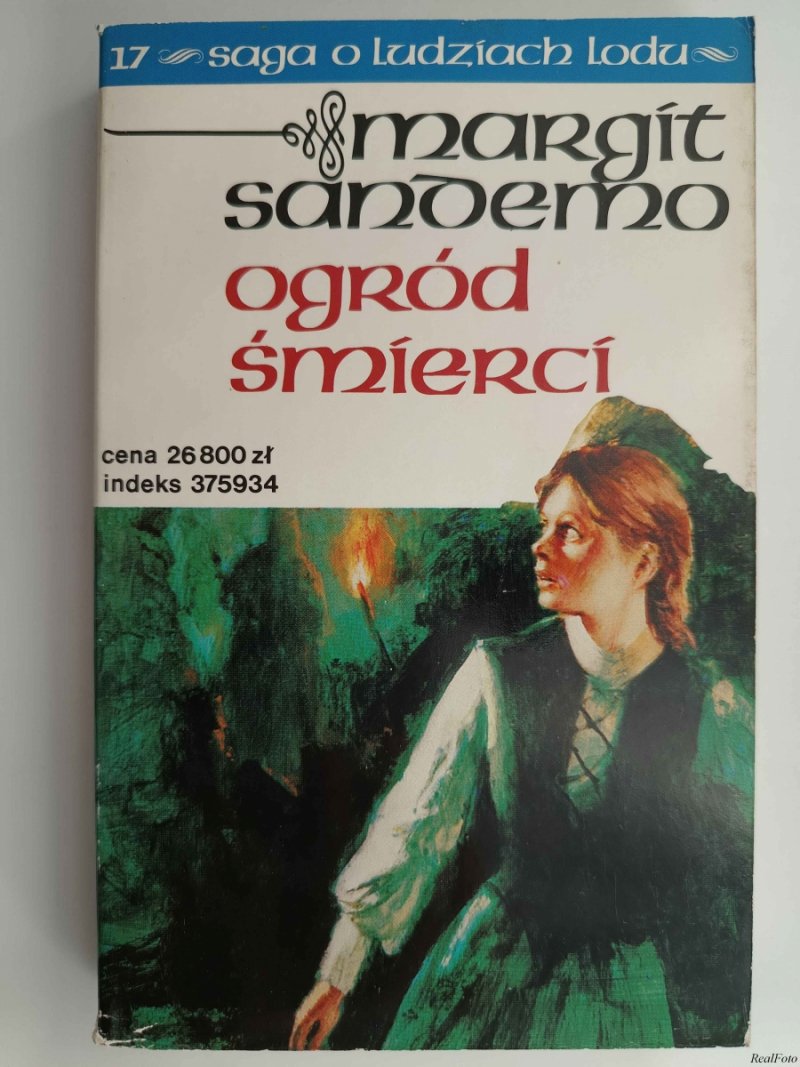 17 saga o ludziach lodu
margit
sandemo
ogród
śmierci
cena 26 800 zł
indeks 375934
RealFoto